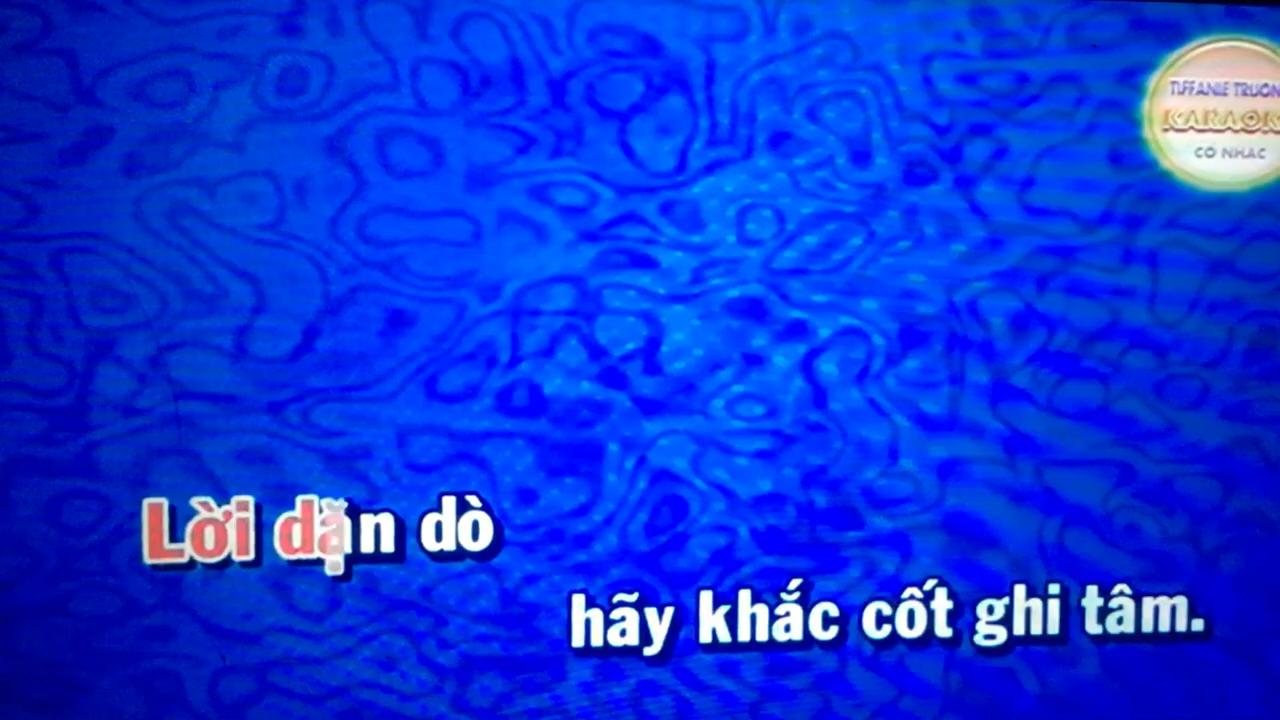 TIFFANIE TRUON
KARAOK
CÓ NHẠC
Lời dặn dò
hãy khắc cốt ghi tâm.